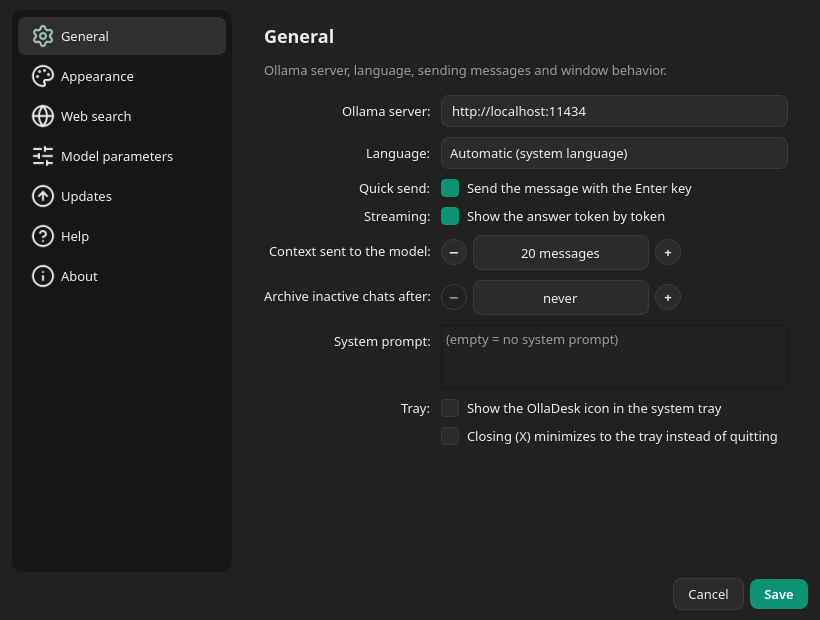 General
Appearance
Web search
Model parameters
Updates
Help
About
General
Ollama server, language, sending messages and window behavior.
Ollama server: http://localhost:11434
Language: Automatic (system language)
Quick send: Send the message with the Enter key
Streaming: Show the answer token by token
Context sent to the model: − 20 messages +
Archive inactive chats after: − never +
System prompt: (empty = no system prompt)
Tray: Show the OllaDesk icon in the system tray
Closing (X) minimizes to the tray instead of quitting
Cancel Save